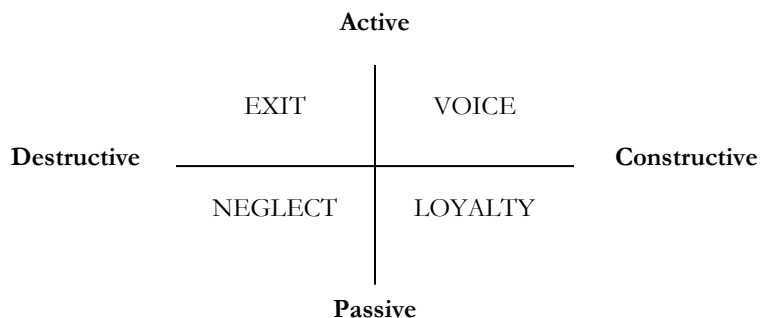 Active
EXIT VOICE
Destructive Constructive
NEGLECT LOYALTY
Passive